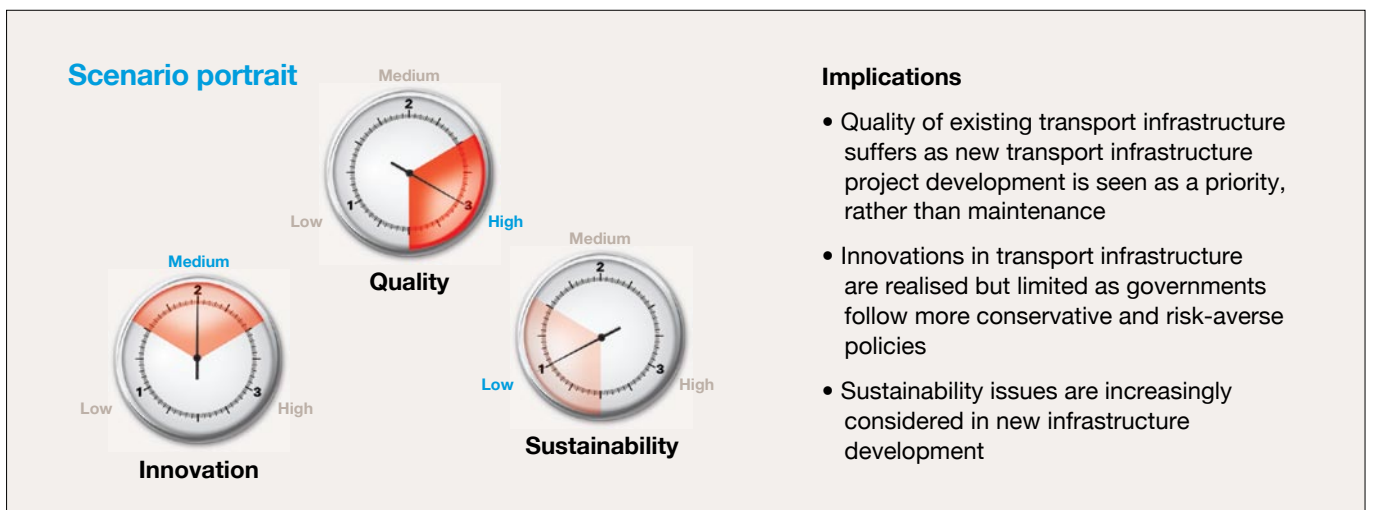 Scenario portrait
Medium
2
1
3
Low
High
Quality
Medium
2
1
3
Low
High
Innovation
Medium
2
1
3
Low
High
Sustainability
Implications
• Quality of existing transport infrastructure
suffers as new transport infrastructure
project development is seen as a priority,
rather than maintenance
• Innovations in transport infrastructure
are realised but limited as governments
follow more conservative and risk-averse
policies
• Sustainability issues are increasingly
considered in new infrastructure
development